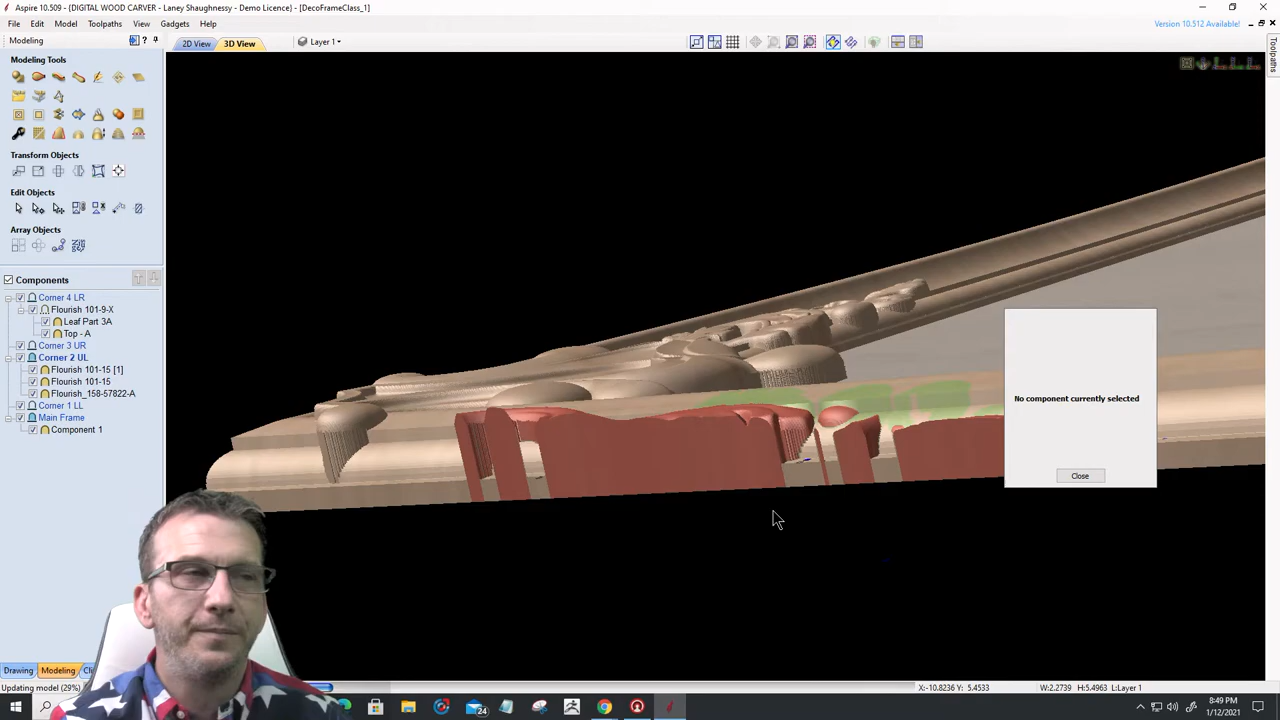 Aspire 10.509 - (DIGITAL WOOD CARVER - Laney Shaughnessy - Demo Licence) - [DecoFrameClass_1]
File Edit Model Toolpaths View Gadgets Help
Version 10.512 Available!
Modeling
2D View 3D View Layer 1
Toolpaths
Modeling Tools
Transform Objects
Edit Objects
Array Objects
Components
Corner 4 LR
Flourish 101-9-X
Leaf Part 3A
Top - A
Corner 3 UR
Corner 2 UL
Flourish 101-15 [1]
Flourish 101-15
Flourish_158-57822-A
Corner 1 LL
Main Frame
Component 1
No component currently selected
Close
Drawing Modeling
Updating model (29%)
X:-10.8236 Y: 5.4533 W:2.2739 H:5.4963 L:Layer 1
24
8:49 PM
1/12/2021